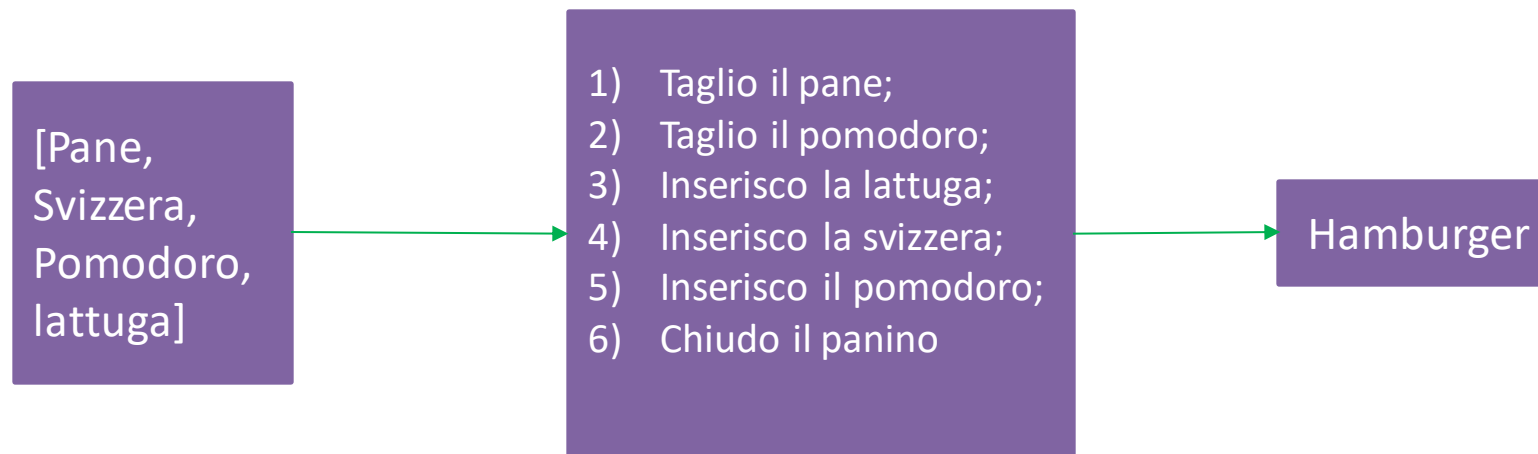 [Pane,
Svizzera,
Pomodoro,
lattuga]
1) Taglio il pane;
2) Taglio il pomodoro;
3) Inserisco la lattuga;
4) Inserisco la svizzera;
5) Inserisco il pomodoro;
6) Chiudo il panino
Hamburger